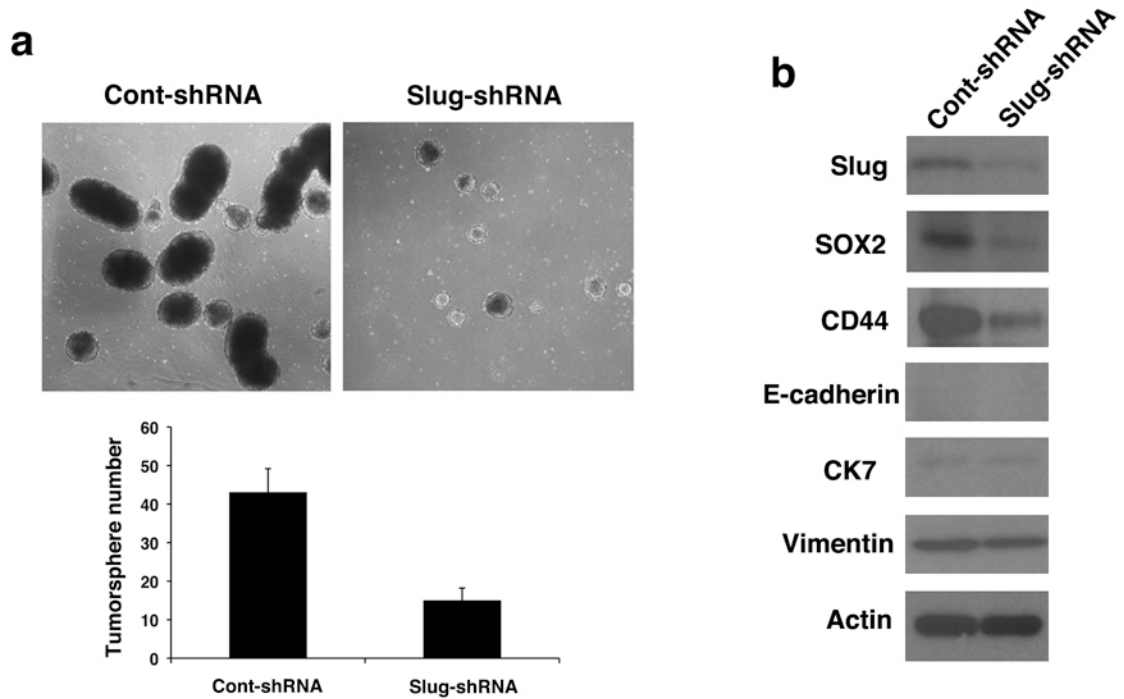 a
Cont-shRNA
Slug-shRNA
Tumorsphere number
60
50
40
30
20
10
0
Cont-shRNA
Slug-shRNA
b
Cont-shRNA
Slug-shRNA
Slug
SOX2
CD44
E-cadherin
CK7
Vimentin
Actin